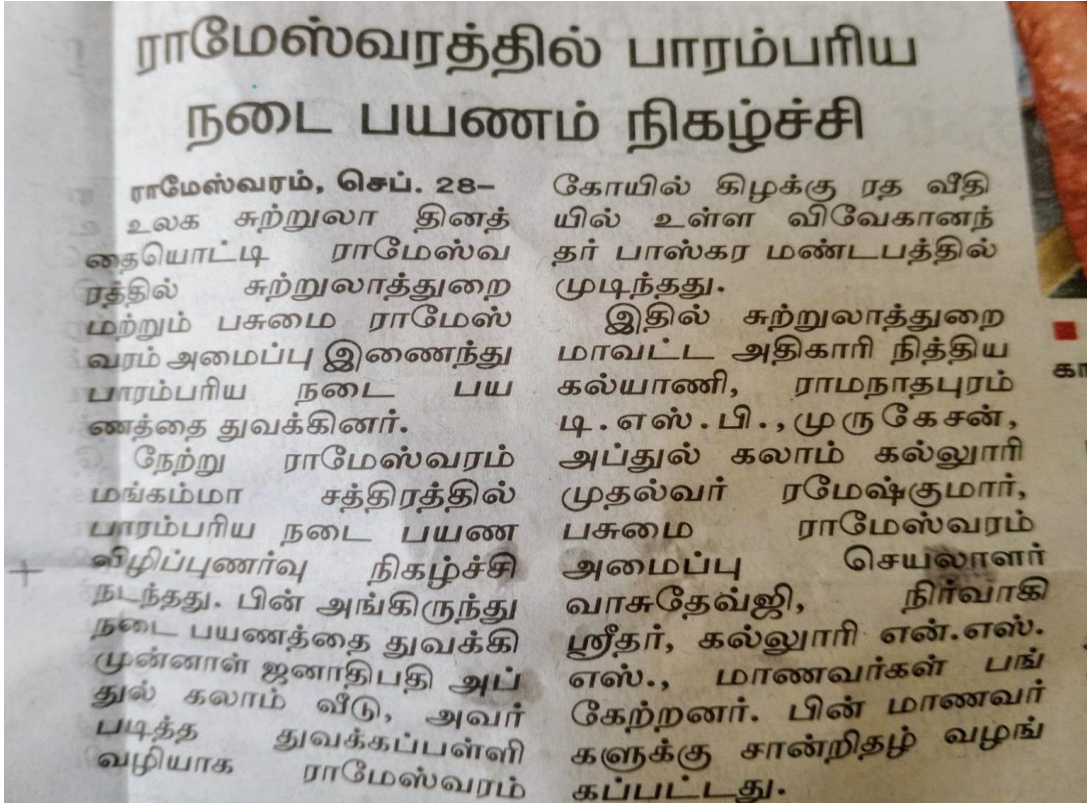 ராமேஸ்வரத்தில் பாரம்பரிய
நடை பயணம் நிகழ்ச்சி
ராமேஸ்வரம், செப். 28–
உலக சுற்றுலா தினத்
தையொட்டி ராமேஸ்வ
ரத்தில் சுற்றுலாத்துறை
மற்றும் பசுமை ராமேஸ்
வரம் அமைப்பு இணைந்து
பாரம்பரிய நடை பய
ணத்தை துவக்கினர்.
நேற்று ராமேஸ்வரம்
மங்கம்மா சத்திரத்தில்
பாரம்பரிய நடை பயண
விழிப்புணர்வு நிகழ்ச்சி
நடந்தது. பின் அங்கிருந்து
நடை பயணத்தை துவக்கி
முன்னாள் ஜனாதிபதி அப்
துல் கலாம் வீடு, அவர்
படித்த துவக்கப்பள்ளி
வழியாக ராமேஸ்வரம்
கோயில் கிழக்கு ரத வீதி
யில் உள்ள விவேகானந்
தர் பாஸ்கர மண்டபத்தில்
முடிந்தது.
இதில் சுற்றுலாத்துறை
மாவட்ட அதிகாரி நித்திய
கல்யாணி, ராமநாதபுரம்
டி.எஸ்.பி.,முருகேசன்,
அப்துல் கலாம் கல்லூரி
முதல்வர் ரமேஷ்குமார்,
பசுமை ராமேஸ்வரம்
அமைப்பு செயலாளர்
வாசுதேவ்ஜி, நிர்வாகி
ஸ்ரீதர், கல்லூரி என்.எஸ்.
எஸ்., மாணவர்கள் பங்
கேற்றனர். பின் மாணவர்
களுக்கு சான்றிதழ் வழங்
கப்பட்டது.